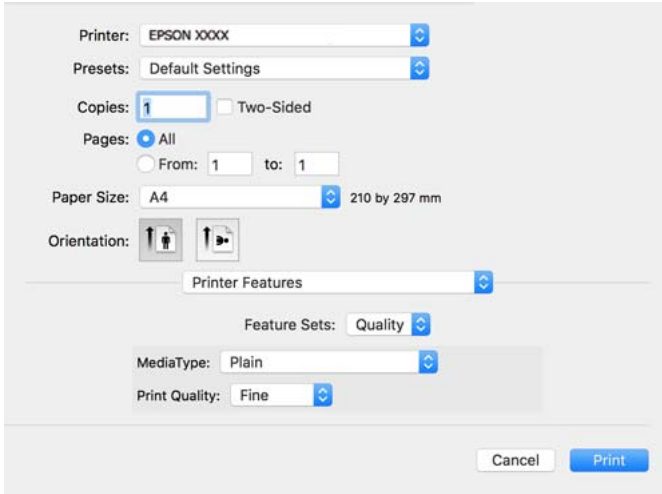 Printer: EPSON XXXX
Presets: Default Settings
Copies: 1 Two-Sided
Pages: All
From: 1 to: 1
Paper Size: A4 210 by 297 mm
Orientation:
Printer Features
Feature Sets: Quality
MediaType: Plain
Print Quality: Fine
Cancel Print